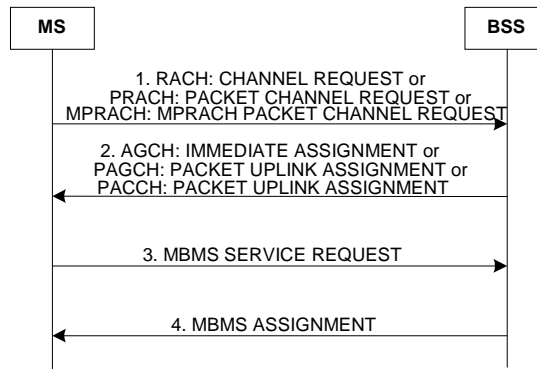 MS
BSS
1. RACH: CHANNEL REQUEST or
PRACH: PACKET CHANNEL REQUEST or
MPRACH: MPRACH PACKET CHANNEL REQUEST
2. AGCH: IMMEDIATE ASSIGNMENT or
PAGCH: PACKET UPLINK ASSIGNMENT or
PACCH: PACKET UPLINK ASSIGNMENT
3. MBMS SERVICE REQUEST
4. MBMS ASSIGNMENT